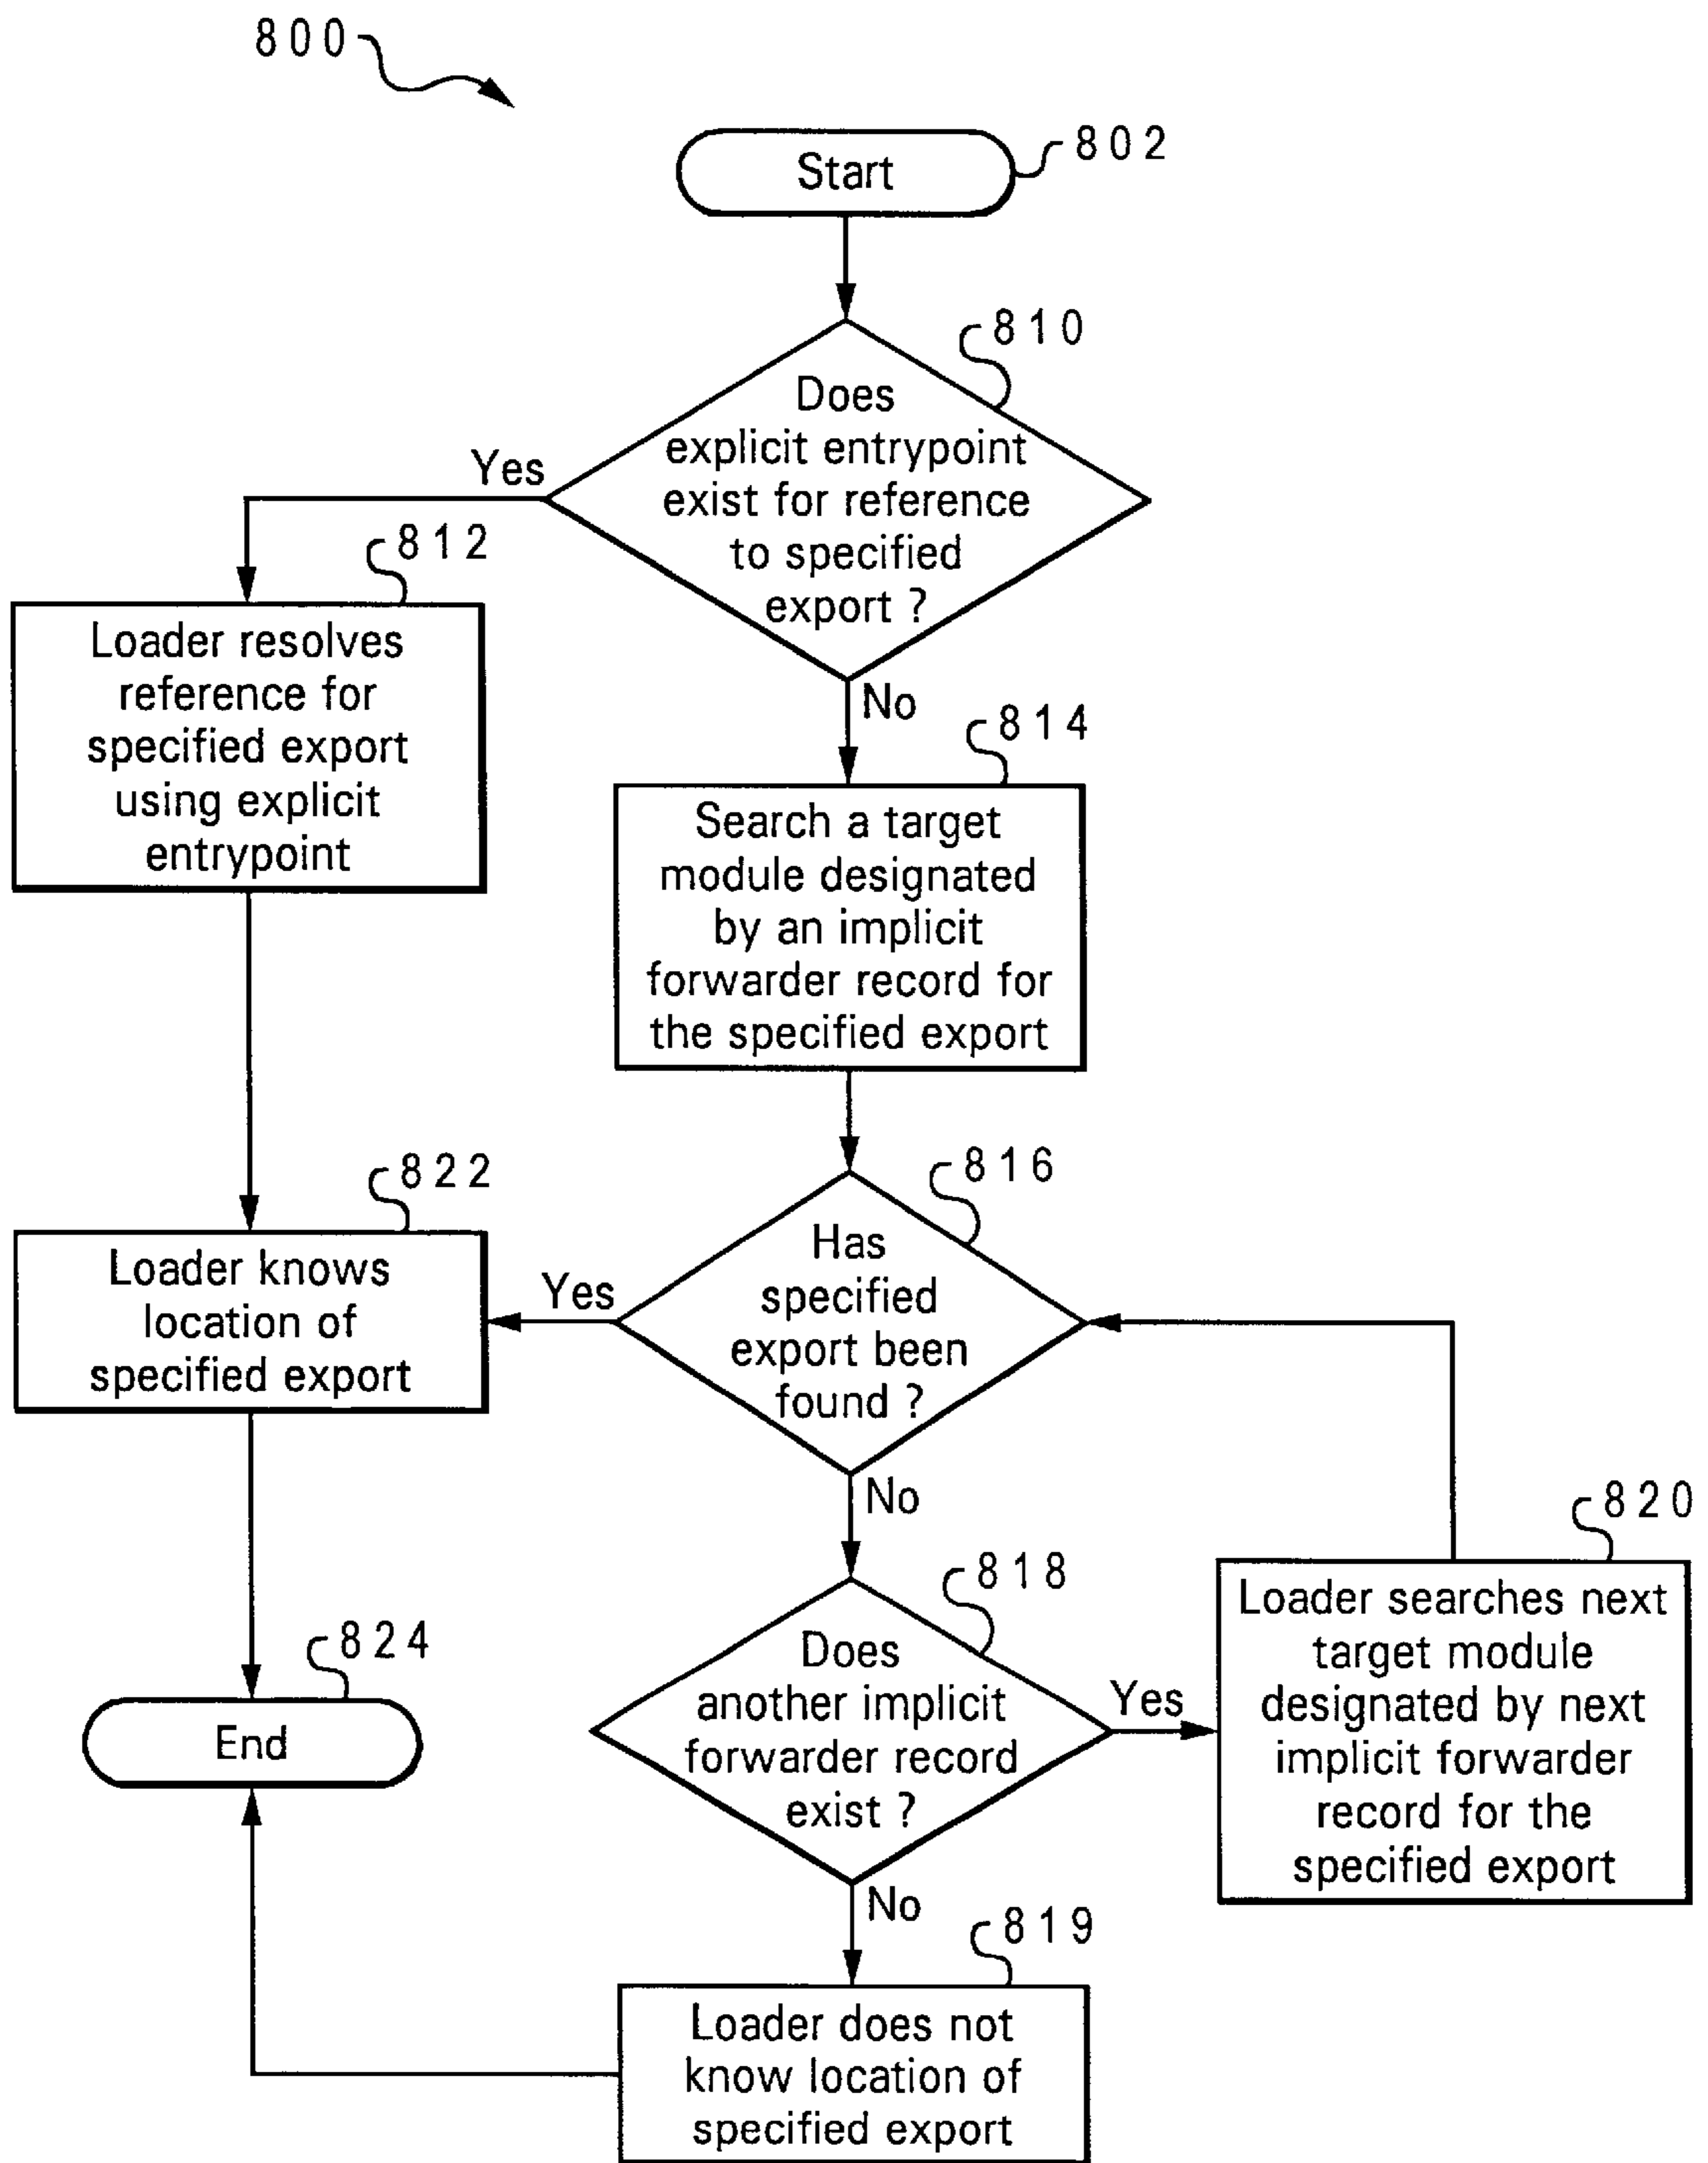 800
Start
802
810
Does
explicit entrypoint
exist for reference
to specified
export ?
Yes
812
Loader resolves
reference for
specified export
using explicit
entrypoint
No
814
Search a target
module designated
by an implicit
forwarder record for
the specified export
816
Has
specified
export been
found ?
Yes
822
Loader knows
location of
specified export
No
818
Does
another implicit
forwarder record
exist ?
Yes
820
Loader searches next
target module
designated by next
implicit forwarder
record for the
specified export
824
End
No
819
Loader does not
know location of
specified export